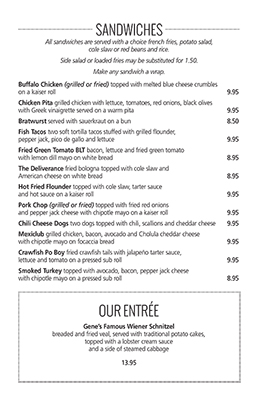 SANDWICHES
All sandwiches are served with a choice french fries, potato salad,
cole slaw or red beans and rice.
Side salad or loaded fries may be substituted for 1.50.
Make any sandwich a wrap.
Buffalo Chicken (grilled or fried) topped with melted blue cheese crumbles
on a kaiser roll 9.95
Chicken Pita grilled chicken with lettuce, tomatoes, red onions, black olives
with Greek vinaigrette served on a warm pita 9.95
Bratwurst served with sauerkraut on a bun 8.50
Fish Tacos two soft tortilla tacos stuffed with grilled flounder,
pepper jack, pico de gallo and lettuce 9.95
Fried Green Tomato BLT bacon, lettuce and fried green tomato
with lemon dill mayo on white bread 8.95
The Deliverance fried bologna topped with cole slaw and
American cheese on white bread 8.95
Hot Fried Flounder topped with cole slaw, tarter sauce
and hot sauce on a kaiser roll 9.95
Pork Chop (grilled or fried) topped with fried red onions
and pepper jack cheese with chipotle mayo on a kaiser roll 9.95
Chili Cheese Dogs two dogs topped with chili, scallions and cheddar cheese 9.95
Mexiclub grilled chicken, bacon, avocado and Cholula cheddar cheese
with chipotle mayo on focaccia bread 9.95
Crawfish Po Boy fried crawfish tails with jalapeño tarter sauce,
lettuce and tomato on a pressed sub roll 9.95
Smoked Turkey topped with avocado, bacon, pepper jack cheese
with chipotle mayo on a pressed sub roll 8.95
OUR ENTRÉE
Gene's Famous Wiener Schnitzel
breaded and fried veal, served with traditional potato cakes,
topped with a lobster cream sauce
and a side of steamed cabbage
13.95